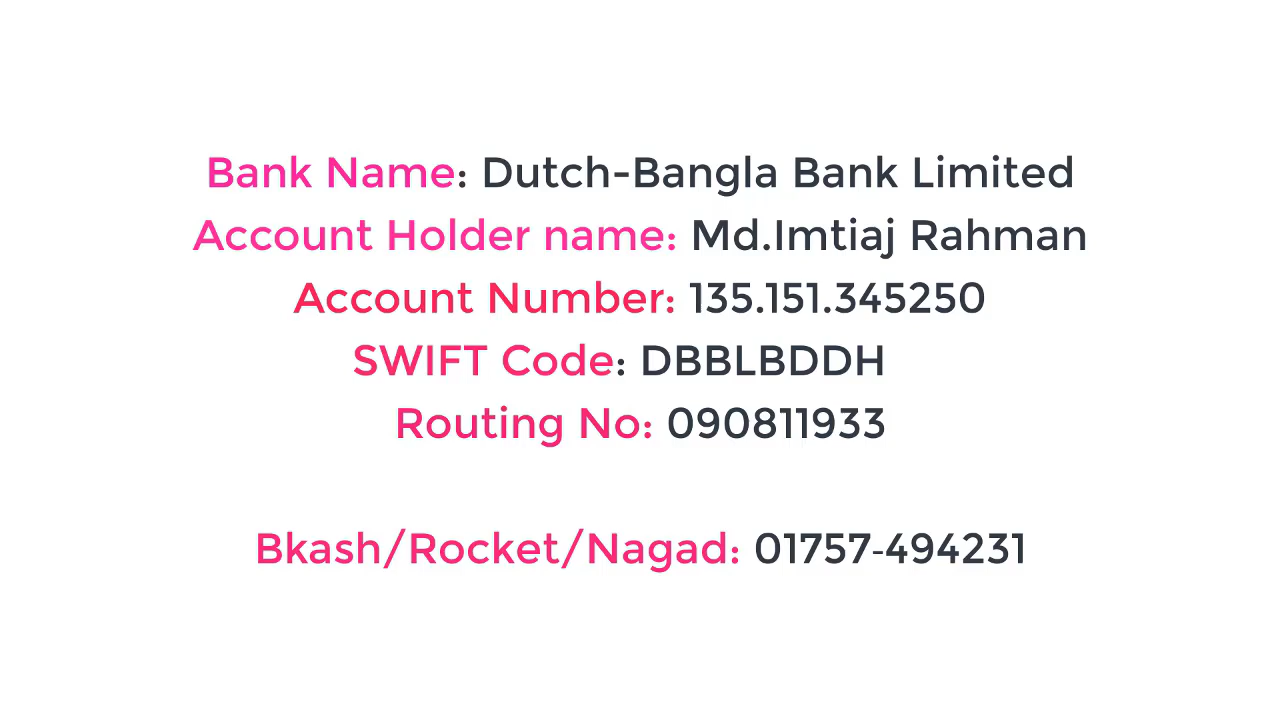 Bank Name: Dutch-Bangla Bank Limited
Account Holder name: Md.Imtiaj Rahman
Account Number: 135.151.345250
SWIFT Code: DBBLBDDH
Routing No: 090811933
Bkash/Rocket/Nagad: 01757-494231